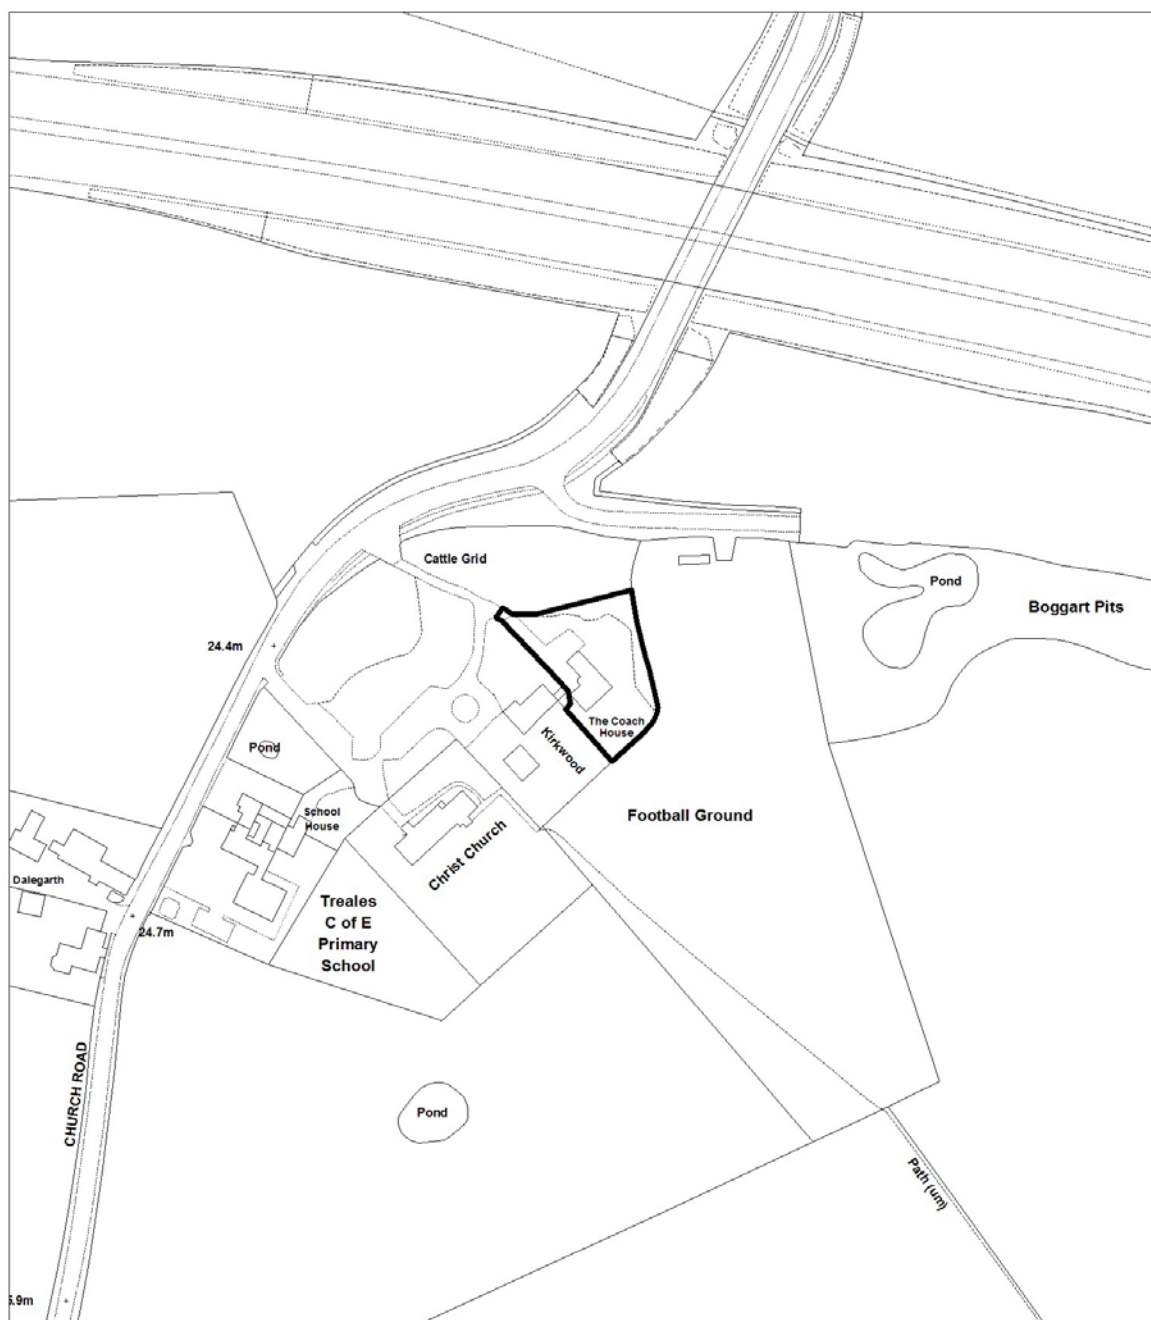 Cattle Grid
Pond
Boggart Pits
24.4m
The Coach
House
Kirkwood
Pond
School
House
Football Ground
Christ Church
Dalegarth
Treales
C of E
Primary
School
24.7m
CHURCH ROAD
Pond
Path (um)
5.9m